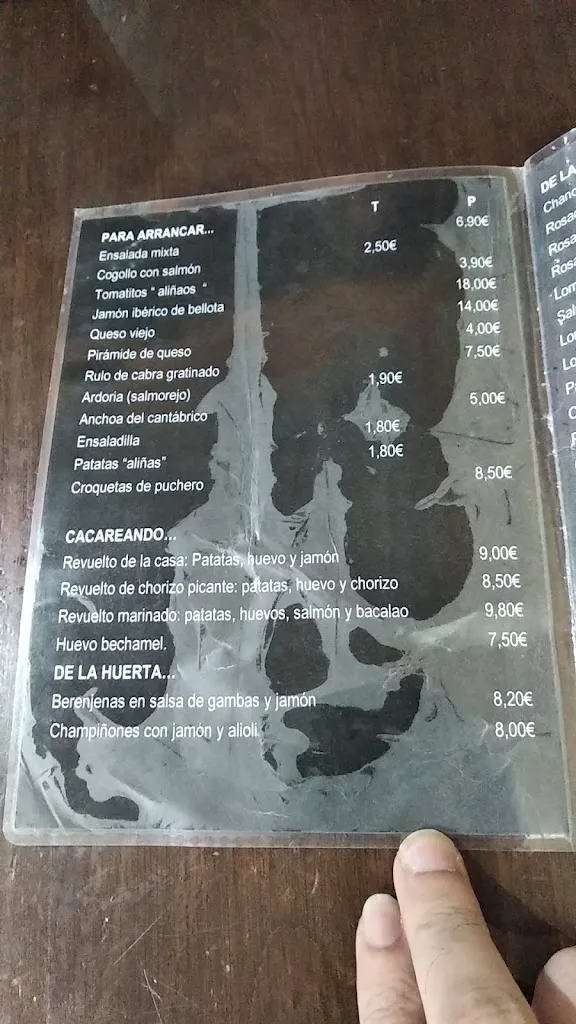 T P
PARA ARRANCAR...
Ensalada mixta 6,90€
Cogollo con salmón 2,50€
Tomatitos " aliñaos " 3,90€
Jamón ibérico de bellota 18,00€
Queso viejo 14,00€
Pirámide de queso 4,00€
Rulo de cabra gratinado 7,50€
Ardoria (salmorejo) 1,90€
Anchoa del cantábrico 5,00€
Ensaladilla 1,80€
Patatas "aliñas" 1,80€
Croquetas de puchero 8,50€
CACAREANDO...
Revuelto de la casa: Patatas, huevo y jamón 9,00€
Revuelto de chorizo picante: patatas, huevo y chorizo 8,50€
Revuelto marinado: patatas, huevos, salmón y bacalao 9,80€
Huevo bechamel. 7,50€
DE LA HUERTA...
Berenjenas en salsa de gambas y jamón 8,20€
Champiñones con jamón y alioli 8,00€
DE LA